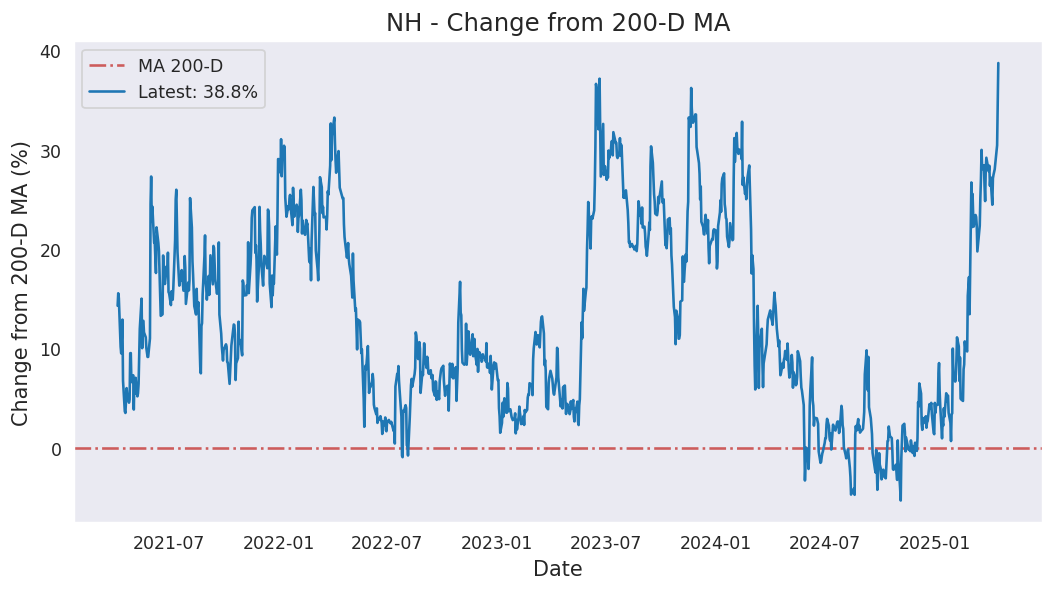 NH - Change from 200-D MA
MA 200-D
Latest: 38.8%
Change from 200-D MA (%)
40
30
20
10
0
2021-07 2022-01 2022-07 2023-01 2023-07 2024-01 2024-07 2025-01
Date